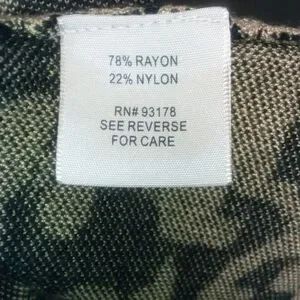 78% RAYON
22% NYLON
RN# 93178
SEE REVERSE
FOR CARE